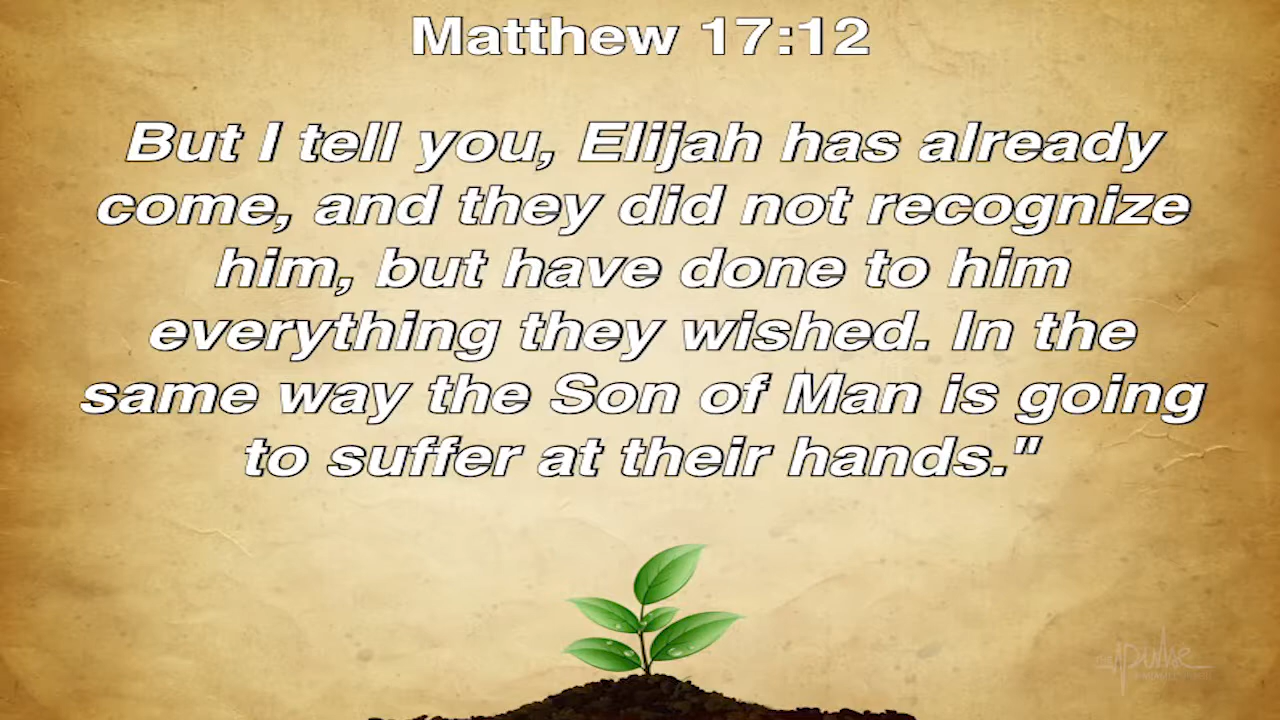 Matthew 17:12
But I tell you, Elijah has already
come, and they did not recognize
him, but have done to him
everything they wished. In the
same way the Son of Man is going
to suffer at their hands."
THE
pulse